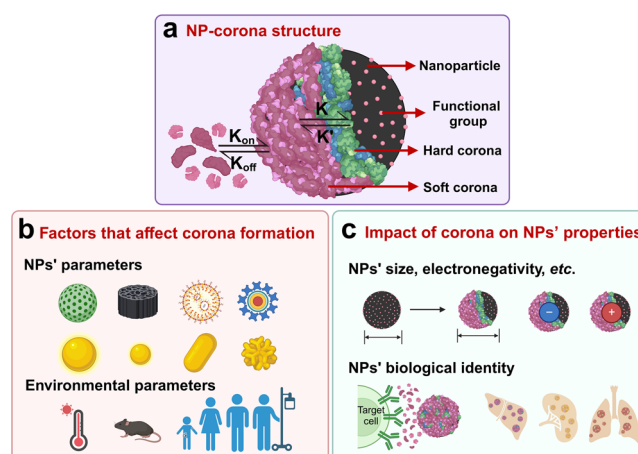 a NP-corona structure
Nanoparticle
Functional
group
Hard corona
Soft corona
K
K'
Kon
Koff
b Factors that affect corona formation
NPs' parameters
Environmental parameters
c Impact of corona on NPs' properties
NPs' size, electronegativity, etc.
−
+
NPs' biological identity
Target
cell